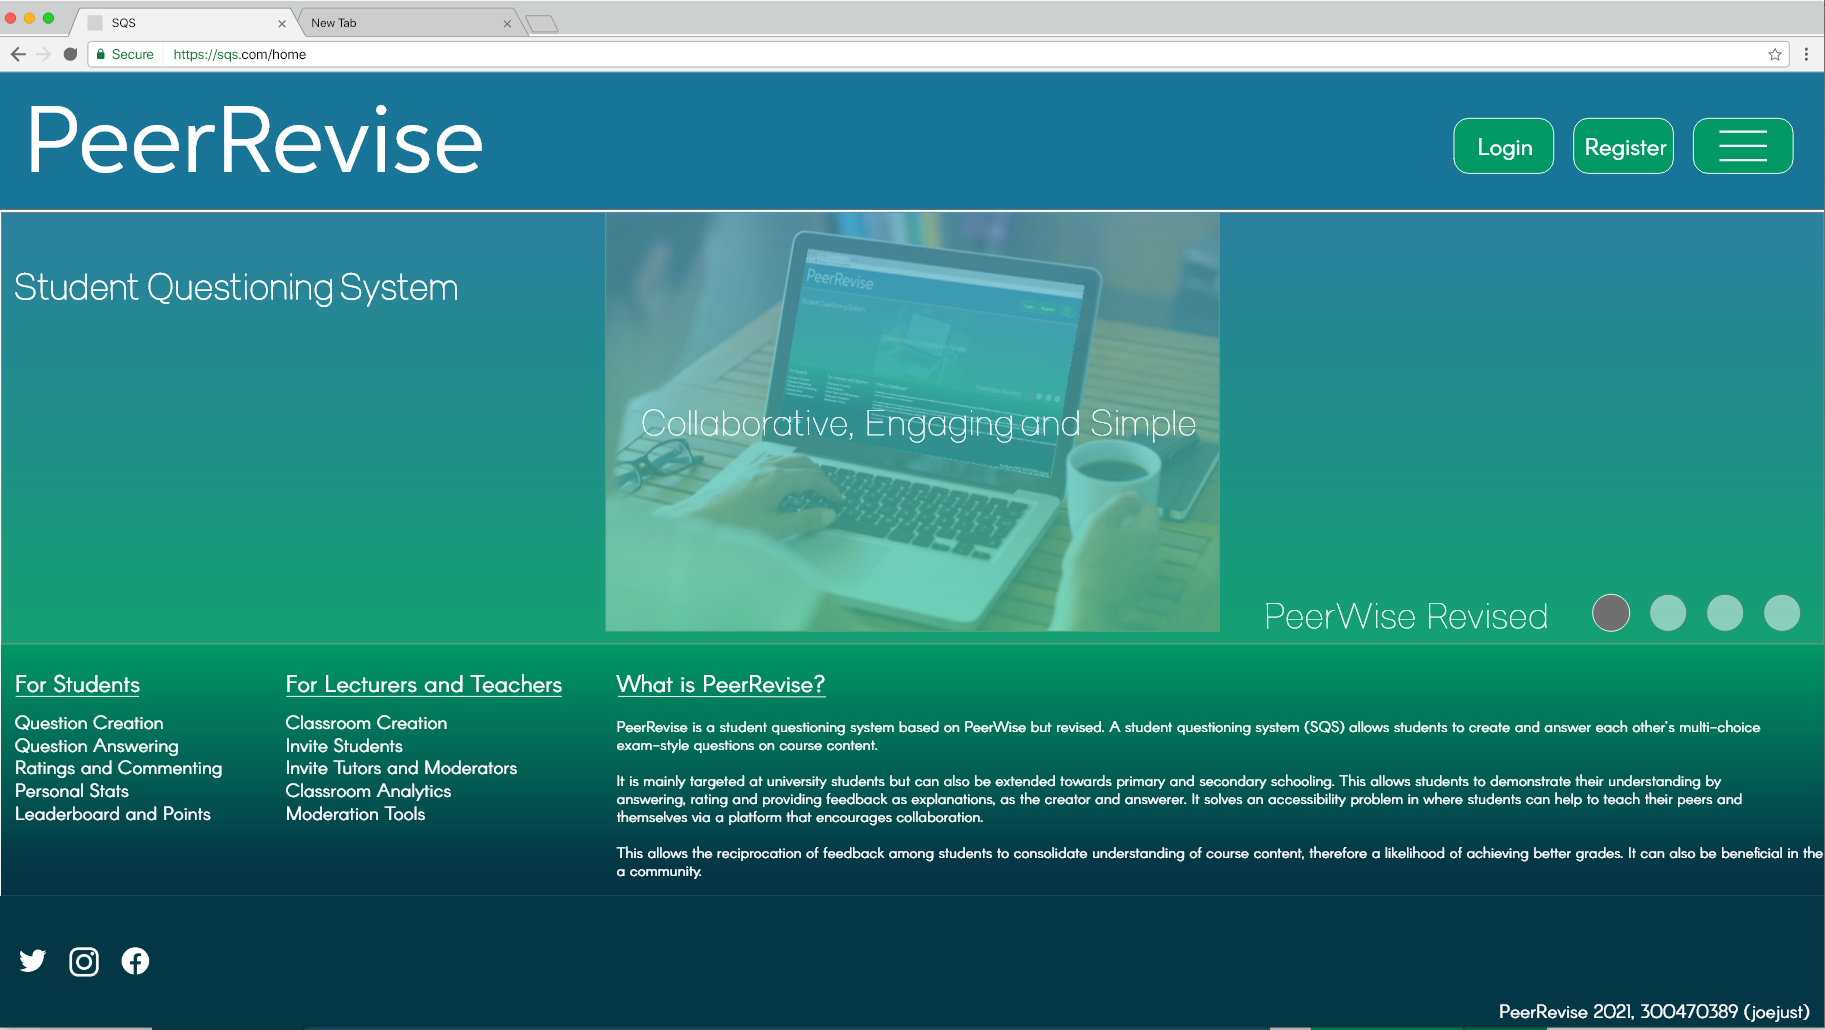 SQS
New Tab
Secure https://sqs.com/home
PeerRevise
Login
Register
Student Questioning System
PeerRevise
Student Questioning System
Collaborative, Engaging and Simple
PeerWise Revised
For Students
Question Creation
Question Answering
Ratings and Commenting
Personal Stats
Leaderboard and Points
For Lecturers and Teachers
Classroom Creation
Invite Students
Invite Tutors and Moderators
Classroom Analytics
Moderation Tools
What is PeerRevise?
PeerRevise is a student questioning system based on PeerWise but revised. A student questioning system (SQS) allows students to create and answer each other's multi-choice
exam-style questions on course content.
It is mainly targeted at university students but can also be extended towards primary and secondary schooling. This allows students to demonstrate their understanding by
answering, rating and providing feedback as explanations, as the creator and answerer. It solves an accessibility problem in where students can help to teach their peers and
themselves via a platform that encourages collaboration.
This allows the reciprocation of feedback among students to consolidate understanding of course content, therefore a likelihood of achieving better grades. It can also be beneficial in the
a community.
PeerRevise 2021, 300470389 (joejust)